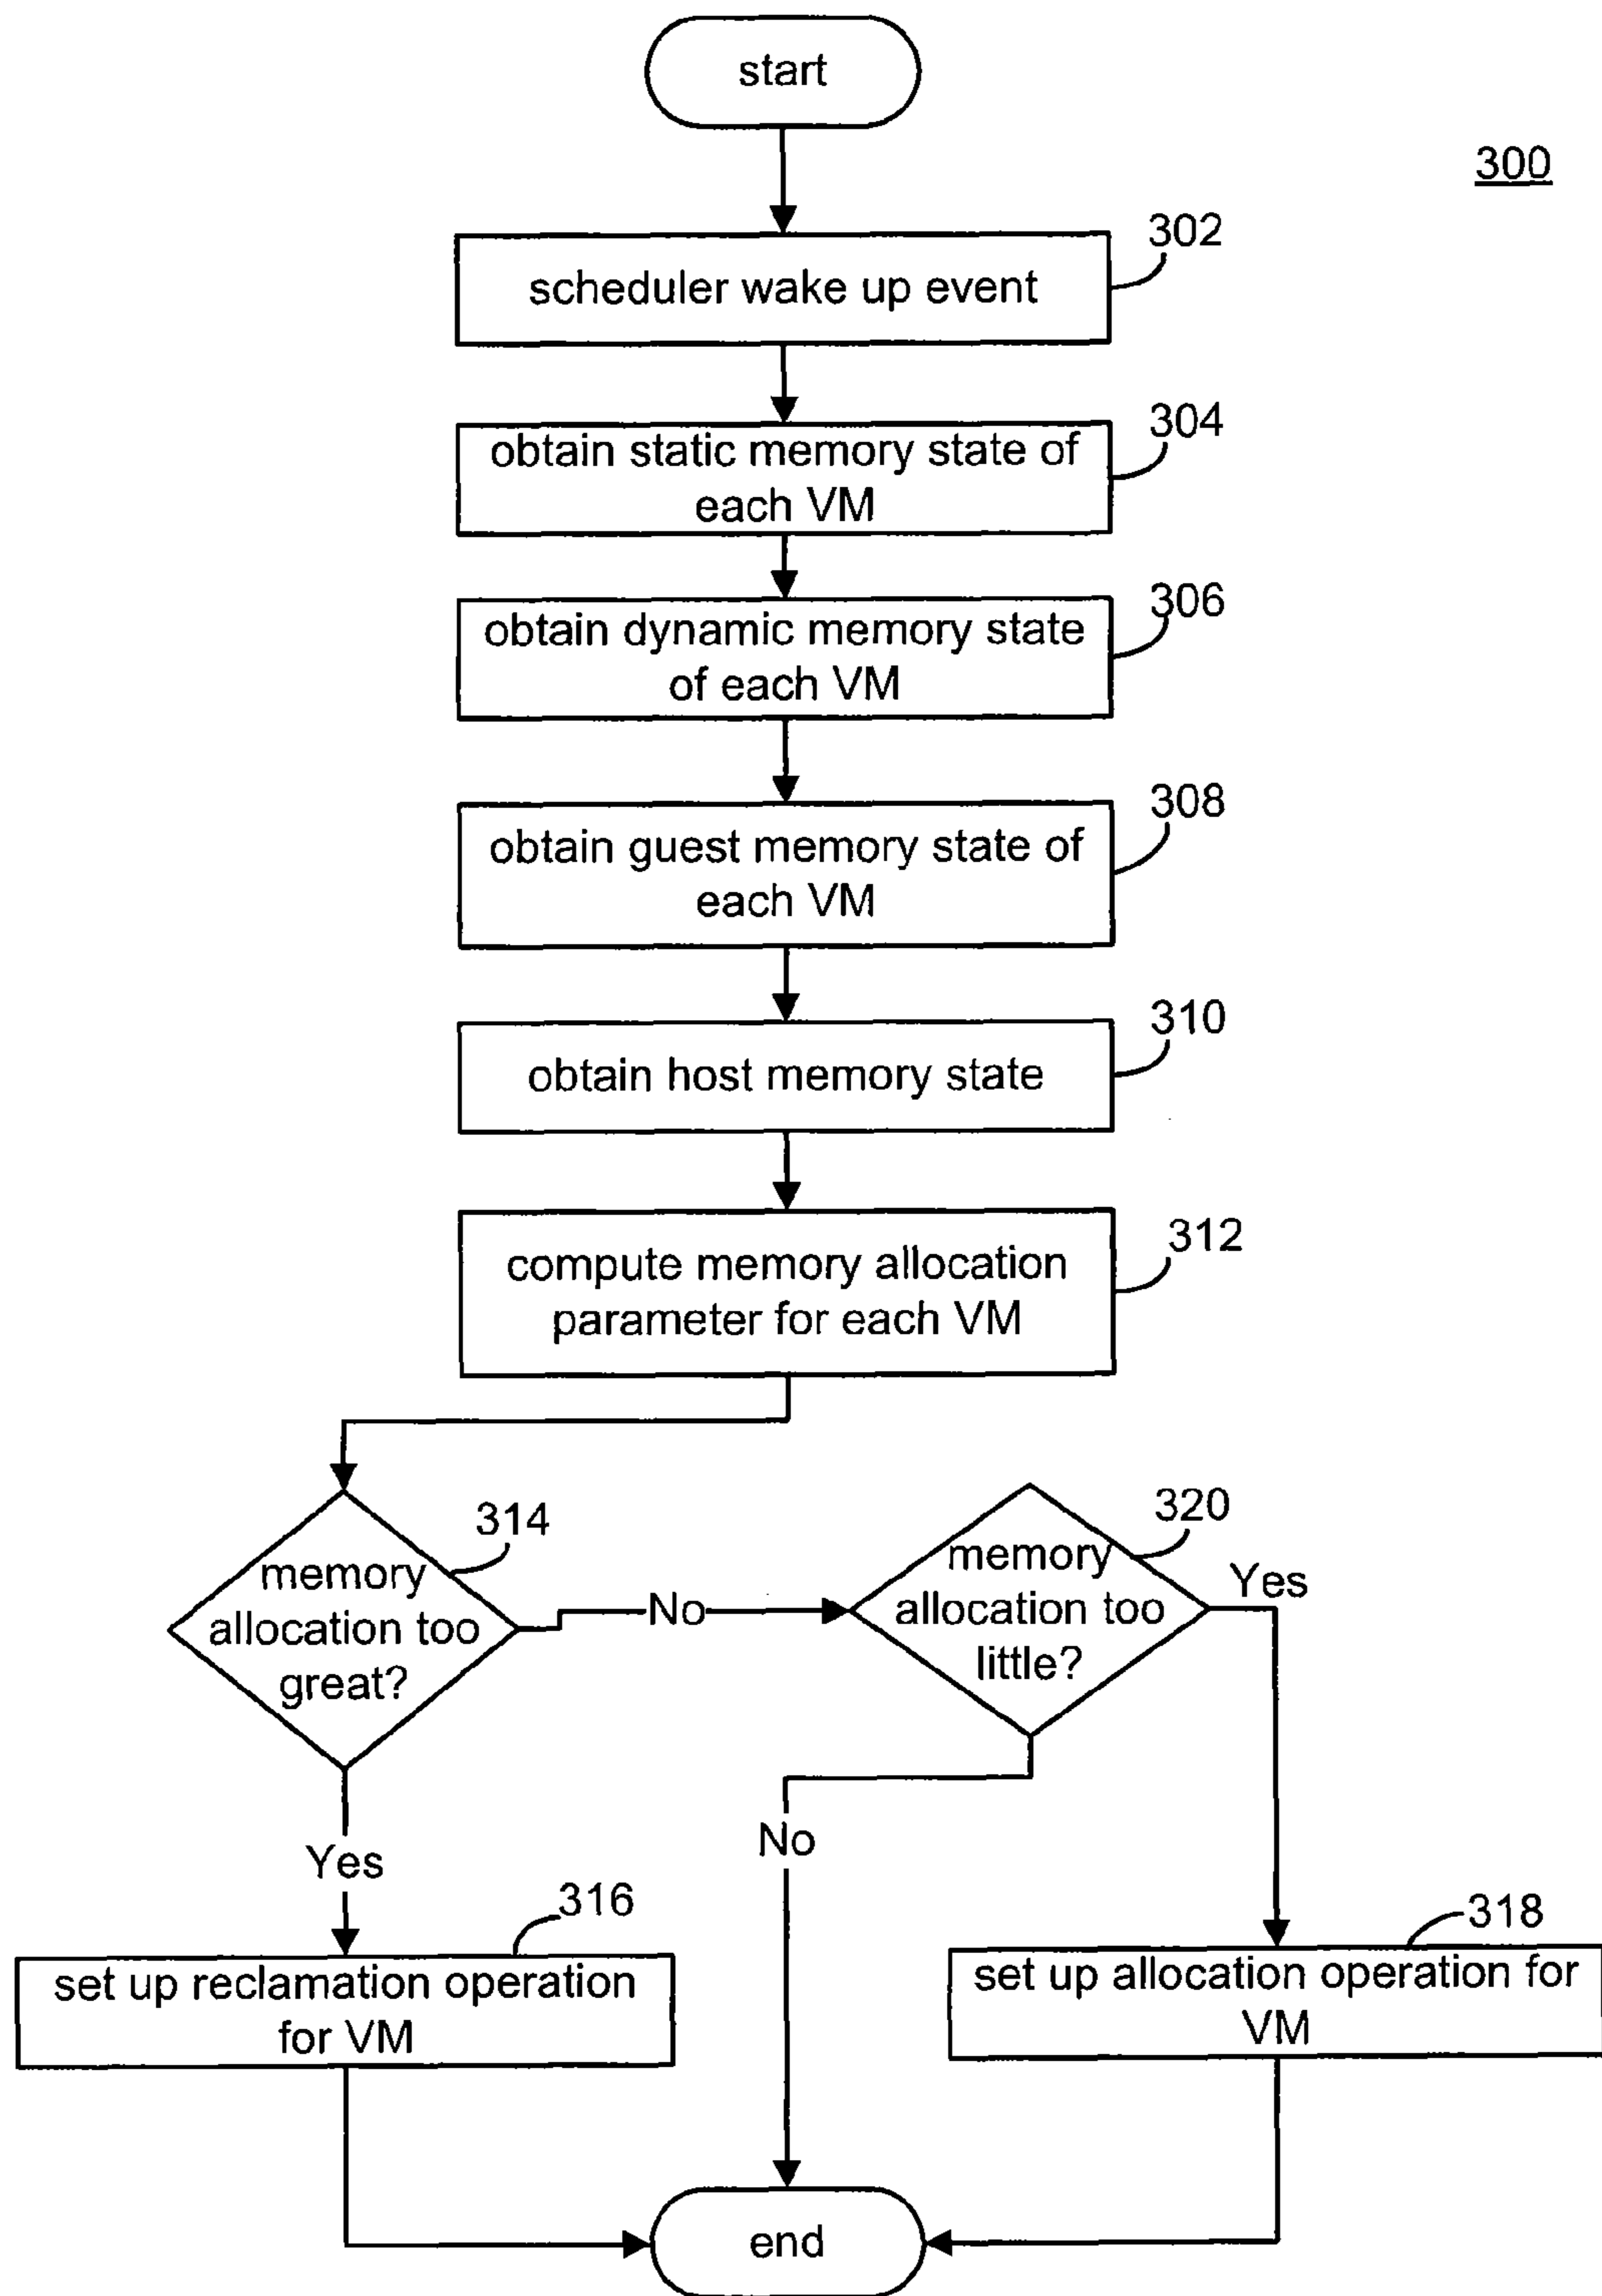 start
300
302
scheduler wake up event
304
obtain static memory state of
each VM
306
obtain dynamic memory state
of each VM
308
obtain guest memory state of
each VM
310
obtain host memory state
312
compute memory allocation
parameter for each VM
314
memory
allocation too
great?
No
320
memory
allocation too
little?
Yes
No
Yes
316
set up reclamation operation
for VM
318
set up allocation operation for
VM
end